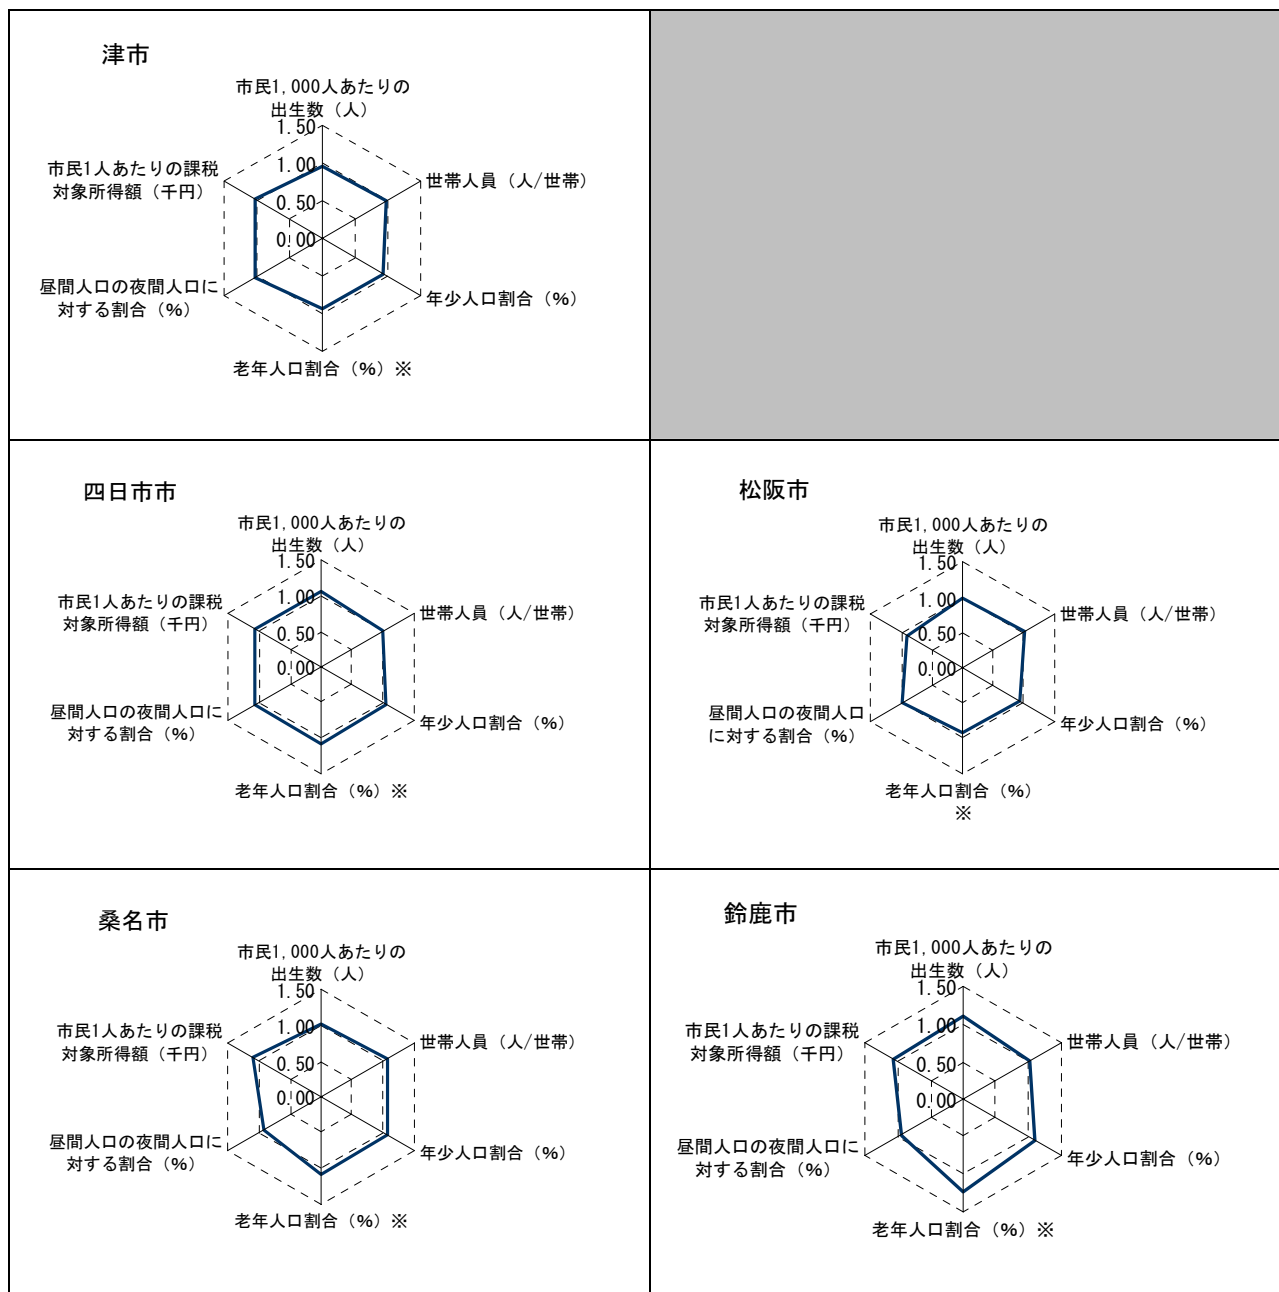 津市
市民1,000人あたりの
出生数（人）
1.50
1.00
0.50
0.00
市民1人あたりの課税
対象所得額（千円）
世帯人員（人/世帯）
昼間人口の夜間人口に
対する割合（%）
年少人口割合（%）
老年人口割合（%）※
四日市市
市民1,000人あたりの
出生数（人）
1.50
1.00
0.50
0.00
市民1人あたりの課税
対象所得額（千円）
世帯人員（人/世帯）
昼間人口の夜間人口に
対する割合（%）
年少人口割合（%）
老年人口割合（%）※
松阪市
市民1,000人あたりの
出生数（人）
1.50
1.00
0.50
0.00
市民1人あたりの課税
対象所得額（千円）
世帯人員（人/世帯）
昼間人口の夜間人口
に対する割合（%）
年少人口割合（%）
老年人口割合（%）
※
桑名市
市民1,000人あたりの
出生数（人）
1.50
1.00
0.50
0.00
市民1人あたりの課税
対象所得額（千円）
世帯人員（人/世帯）
昼間人口の夜間人口に
対する割合（%）
年少人口割合（%）
老年人口割合（%）※
鈴鹿市
市民1,000人あたりの
出生数（人）
1.50
1.00
0.50
0.00
市民1人あたりの課税
対象所得額（千円）
世帯人員（人/世帯）
昼間人口の夜間人口に
対する割合（%）
年少人口割合（%）
老年人口割合（%）※